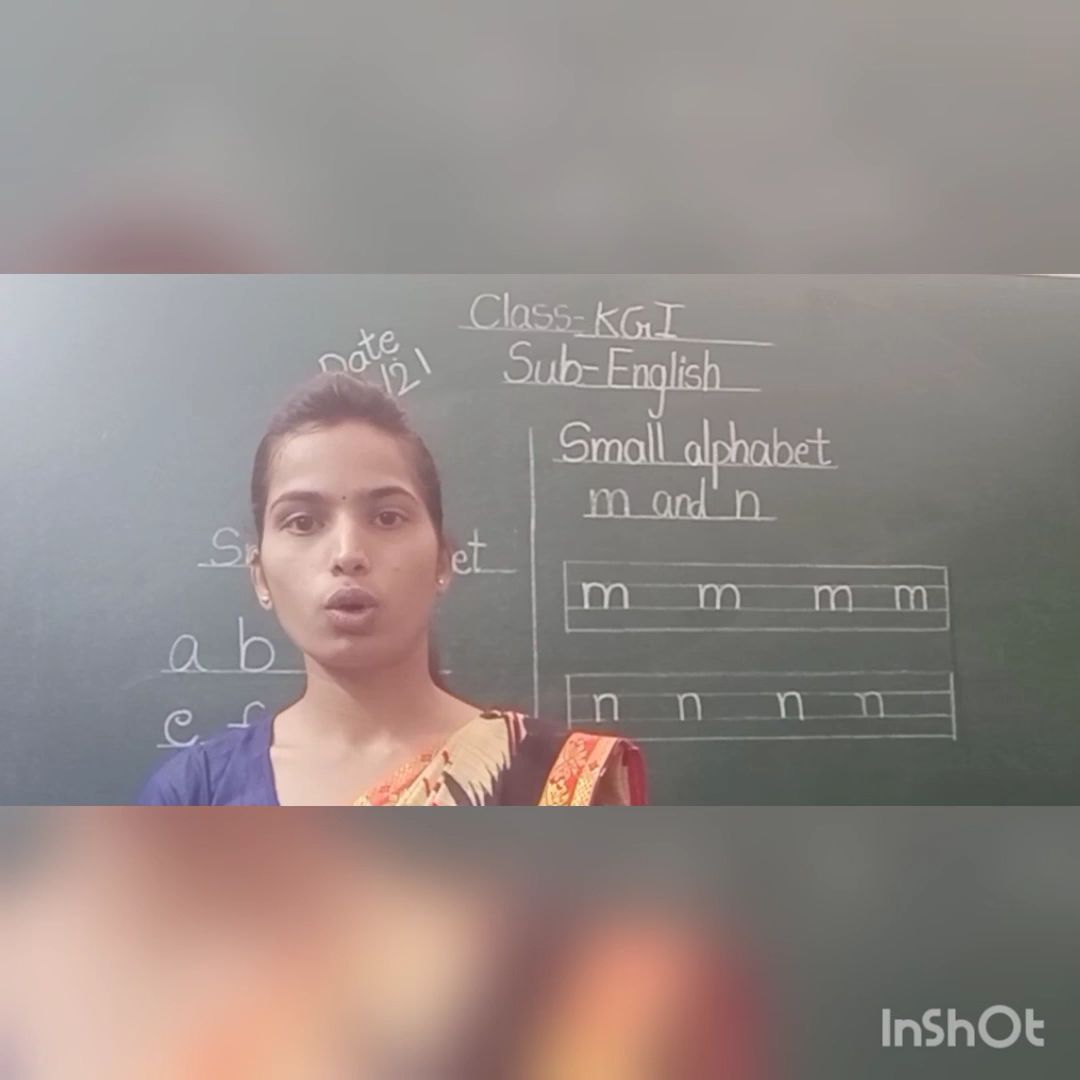 Class-KG I
Sub-English
Date
Small alphabet
m and n
a b
m m m m
e f
n n n n
InShOt